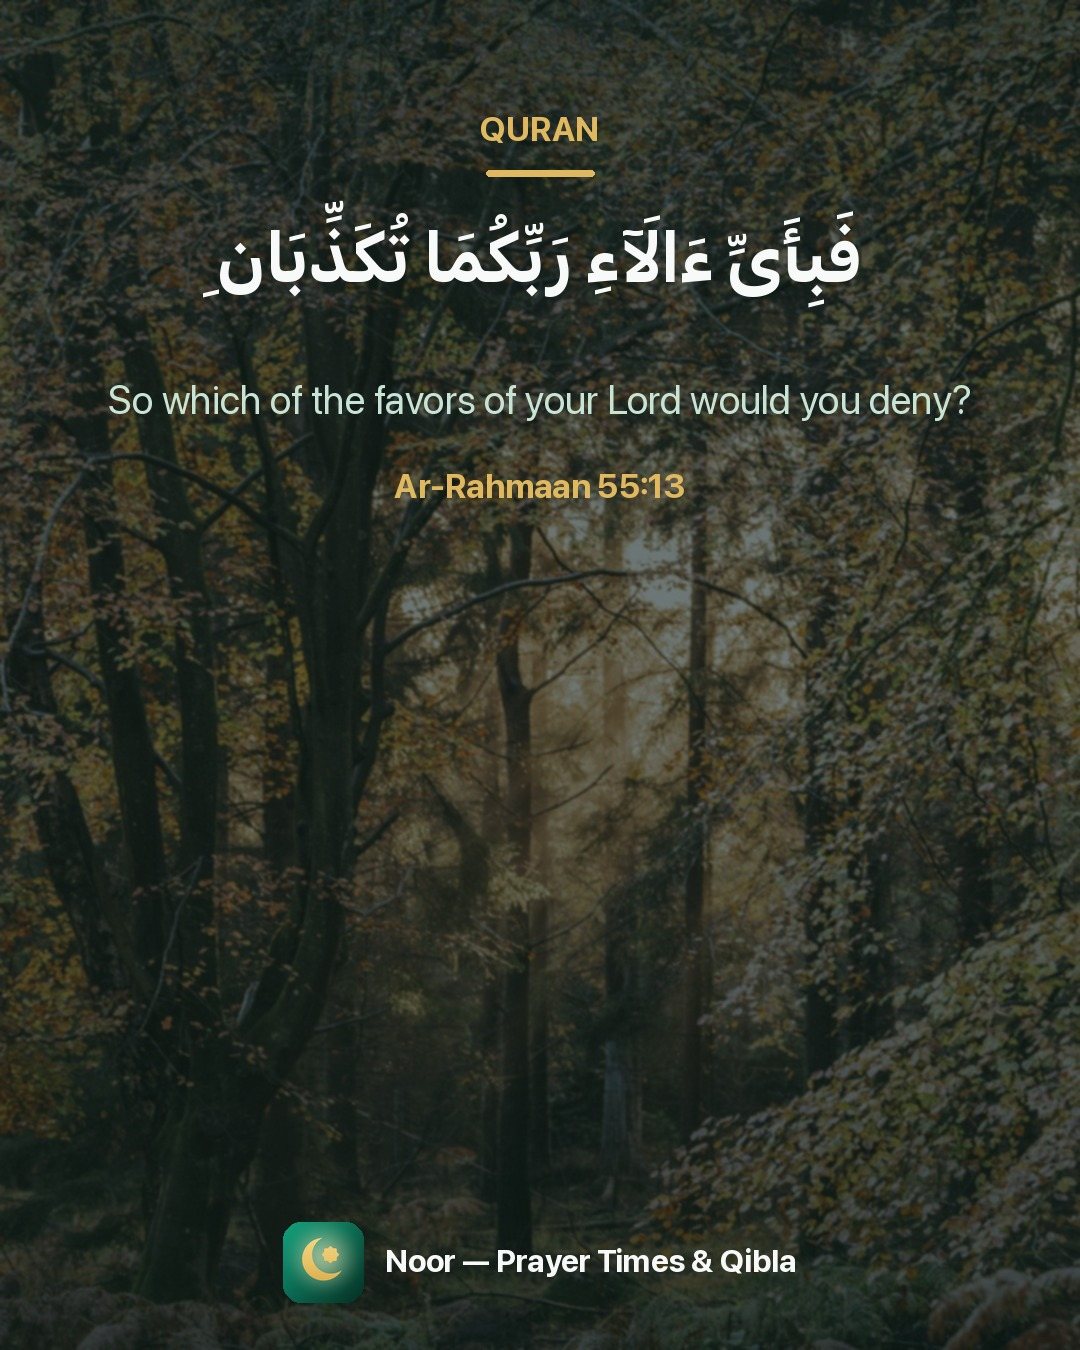 QURAN
فَبِأَىِّ ءَالَآءِ رَبِّكُمَا تُكَذِّبَانِ
So which of the favors of your Lord would you deny?
Ar-Rahmaan 55:13
Noor — Prayer Times & Qibla